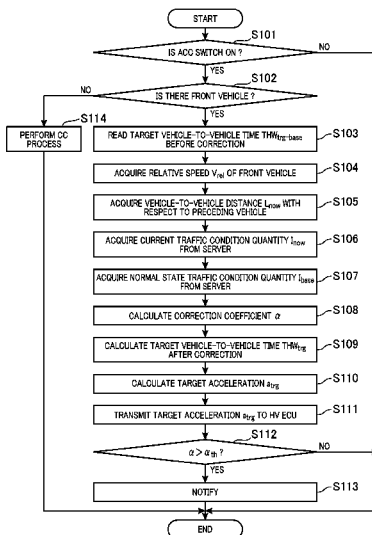 START
S101
IS ACC SWITCH ON ?
NO
YES
S102
NO
IS THERE FRONT VEHICLE ?
YES
S114
PERFORM CC
PROCESS
S103
READ TARGET VEHICLE-TO-VEHICLE TIME THWtrg-base
BEFORE CORRECTION
S104
ACQUIRE RELATIVE SPEED Vrel OF FRONT VEHICLE
S105
ACQUIRE VEHICLE-TO-VEHICLE DISTANCE Lnow WITH
RESPECT TO PRECEDING VEHICLE
S106
ACQUIRE CURRENT TRAFFIC CONDITION QUANTITY Inow
FROM SERVER
S107
ACQUIRE NORMAL STATE TRAFFIC CONDITION QUANTITY Ibase
FROM SERVER
S108
CALCULATE CORRECTION COEFFICIENT α
S109
CALCULATE TARGET VEHICLE-TO-VEHICLE TIME THWtrg
AFTER CORRECTION
S110
CALCULATE TARGET ACCELERATION atrg
S111
TRANSMIT TARGET ACCELERATION atrg TO HV ECU
S112
α > αth ?
NO
YES
S113
NOTIFY
END